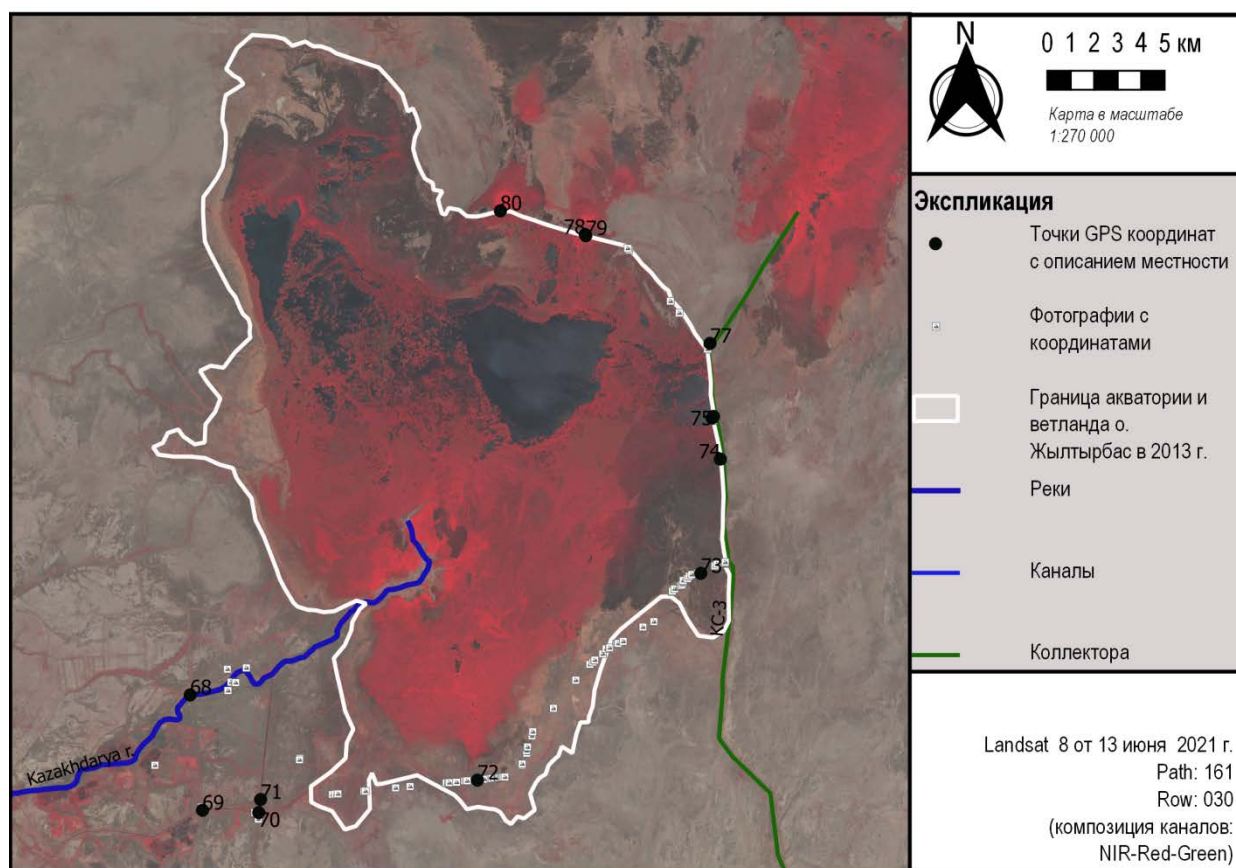 80
7879
77
75
74
73
КС-3
68
Kazakhdarya r.
72
71
69
70
N
0 1 2 3 4 5 км
Карта в масштабе
1:270 000
Экспликация
Точки GPS координат
с описанием местности
Фотографии с
координатами
Граница акватории и
ветланда о.
Жылтырбас в 2013 г.
Реки
Каналы
Коллектора
Landsat 8 от 13 июня 2021 г.
Path: 161
Row: 030
(композиция каналов:
NIR-Red-Green)